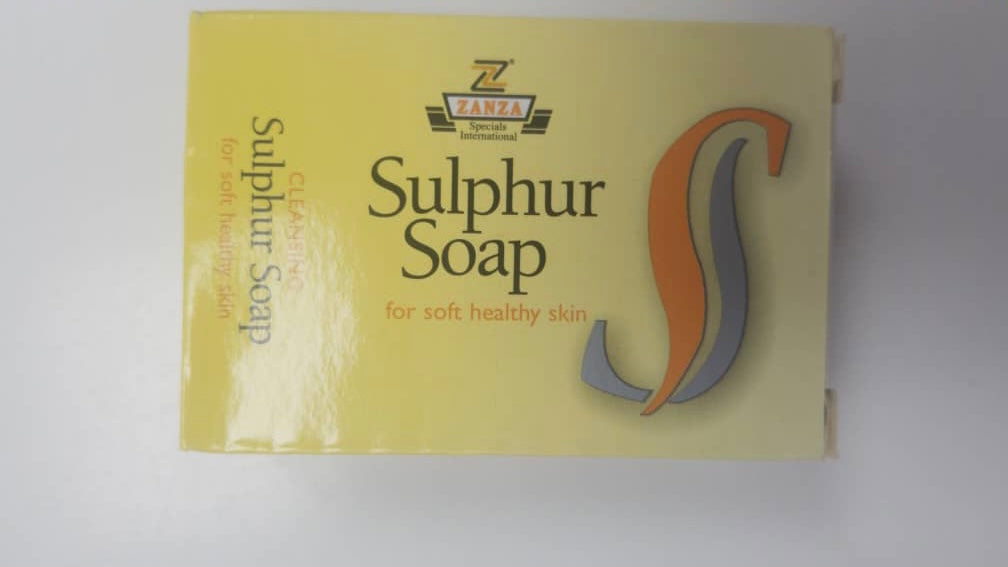 Z
ZANZA
Specials
International
Sulphur
Soap
for soft healthy skin
S
CLEANSING
Sulphur Soap
for soft healthy skin